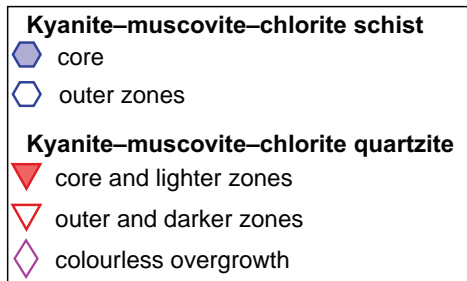 Kyanite–muscovite–chlorite schist
core
outer zones
Kyanite–muscovite–chlorite quartzite
core and lighter zones
outer and darker zones
colourless overgrowth